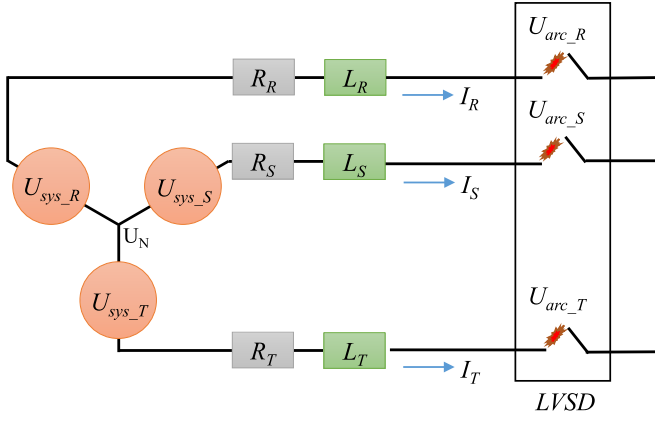 U_arc_R
R_R
L_R
I_R
U_arc_S
U_sys_R
U_sys_S
R_S
L_S
I_S
U_N
U_sys_T
U_arc_T
R_T
L_T
I_T
LVSD